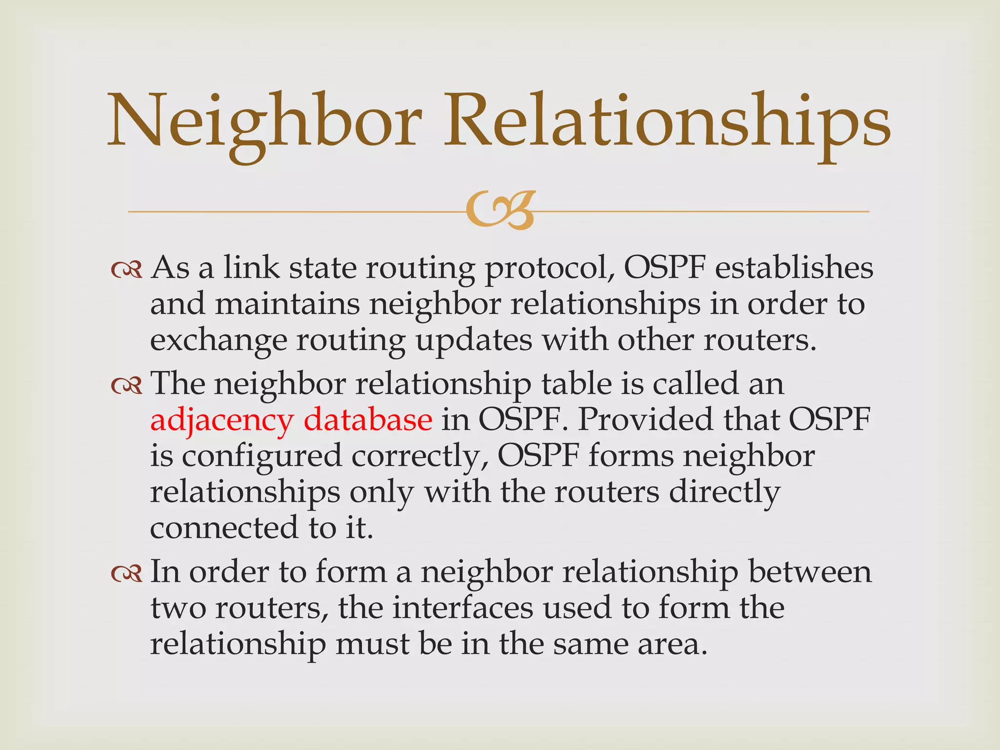 Neighbor Relationships
As a link state routing protocol, OSPF establishes
and maintains neighbor relationships in order to
exchange routing updates with other routers.
The neighbor relationship table is called an
adjacency database in OSPF. Provided that OSPF
is configured correctly, OSPF forms neighbor
relationships only with the routers directly
connected to it.
In order to form a neighbor relationship between
two routers, the interfaces used to form the
relationship must be in the same area.